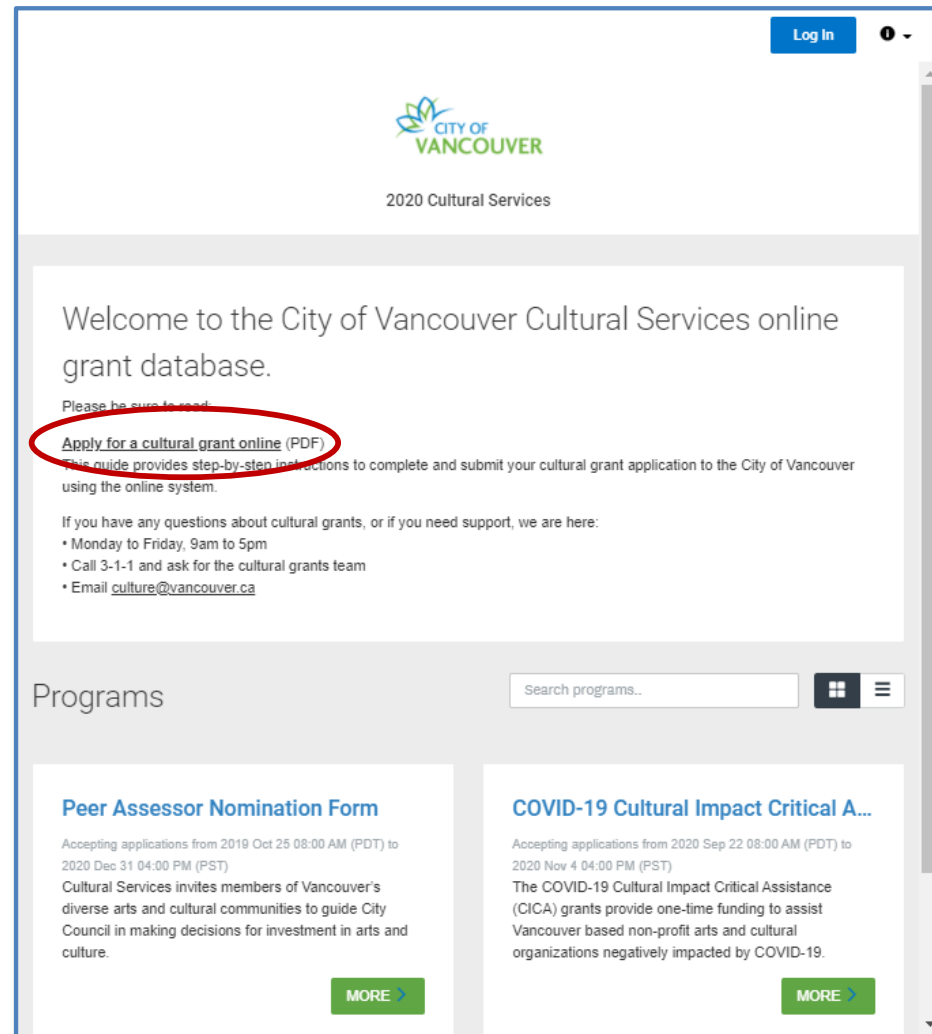 Log In
CITY OF
VANCOUVER
2020 Cultural Services
Welcome to the City of Vancouver Cultural Services online
grant database.
Please be sure to read:
Apply for a cultural grant online (PDF)
This guide provides step-by-step instructions to complete and submit your cultural grant application to the City of Vancouver
using the online system.
If you have any questions about cultural grants, or if you need support, we are here:
• Monday to Friday, 9am to 5pm
• Call 3-1-1 and ask for the cultural grants team
• Email culture@vancouver.ca
Programs
Search programs..
Peer Assessor Nomination Form
Accepting applications from 2019 Oct 25 08:00 AM (PDT) to
2020 Dec 31 04:00 PM (PST)
Cultural Services invites members of Vancouver's
diverse arts and cultural communities to guide City
Council in making decisions for investment in arts and
culture.
MORE >
COVID-19 Cultural Impact Critical A...
Accepting applications from 2020 Sep 22 08:00 AM (PDT) to
2020 Nov 4 04:00 PM (PST)
The COVID-19 Cultural Impact Critical Assistance
(CICA) grants provide one-time funding to assist
Vancouver based non-profit arts and cultural
organizations negatively impacted by COVID-19.
MORE >